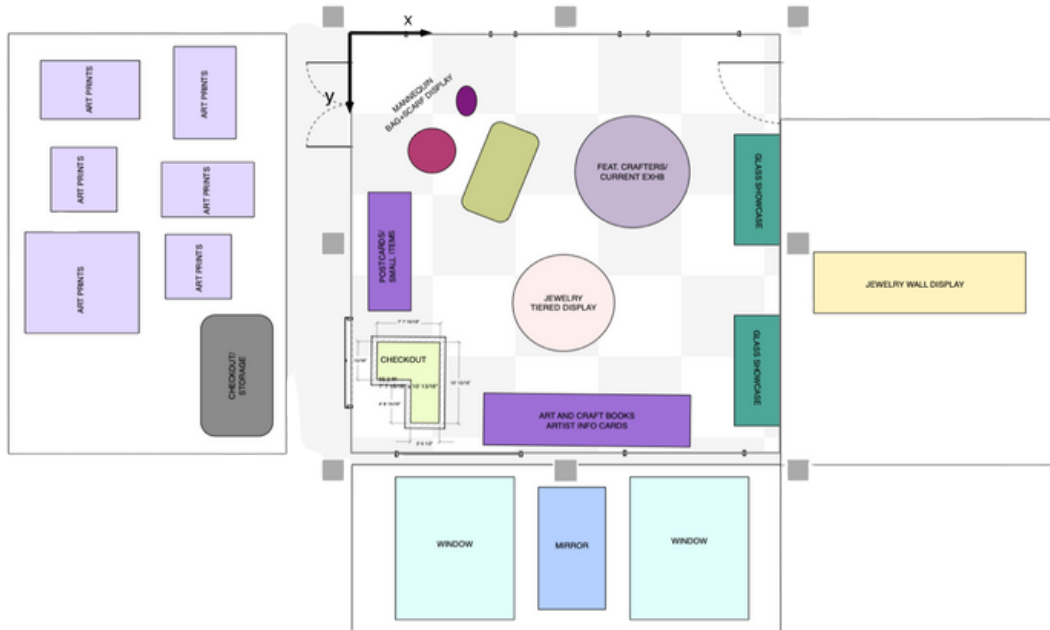 x
y
MANNEQUIN
BAG+SCARF DISPLAY
ART PRINTS
ART PRINTS
ART PRINTS
ART PRINTS
ART PRINTS
ART PRINTS
CHECKOUT/
STORAGE
FEAT. CRAFTERS/
CURRENT EXHB
GLASS SHOWCASE
POSTCARDS/
SMALL ITEMS
JEWELRY
TIERED DISPLAY
JEWELRY WALL DISPLAY
CHECKOUT
GLASS SHOWCASE
ART AND CRAFT BOOKS
ARTIST INFO CARDS
WINDOW
MIRROR
WINDOW